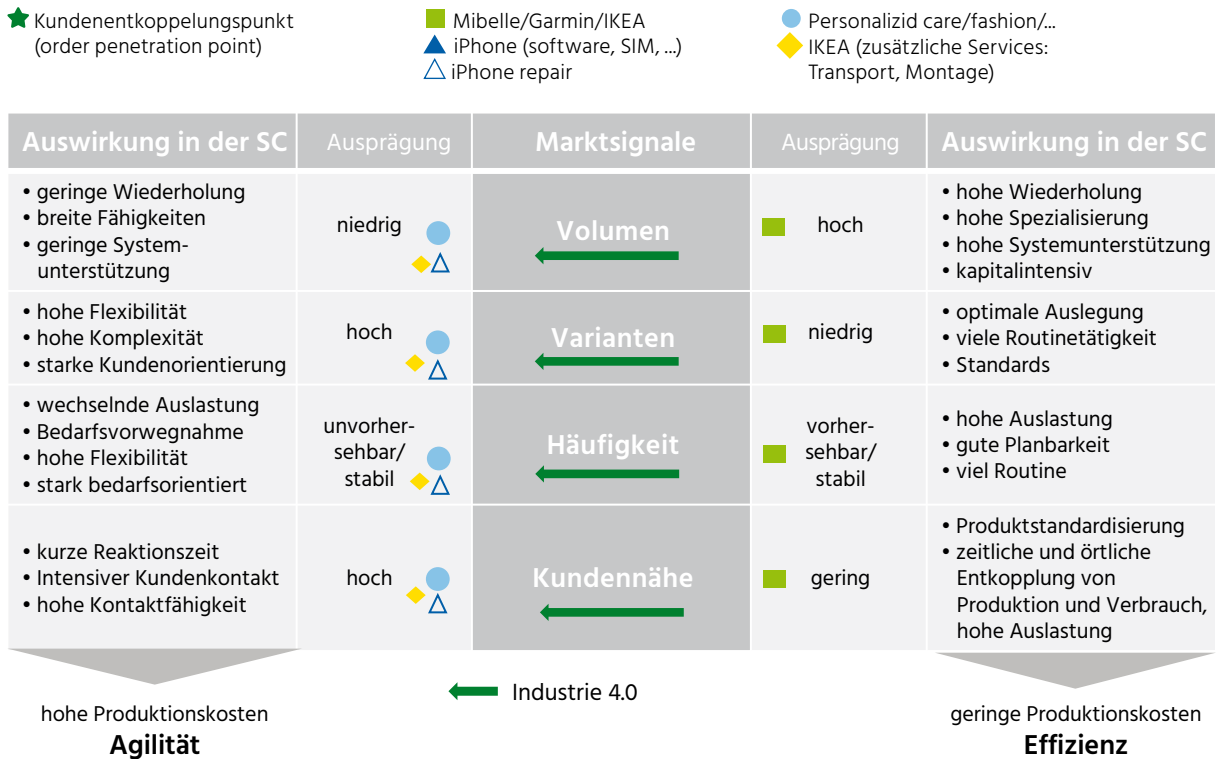 Kundenentkoppelungspunkt
(order penetration point)
Mibelle/Garmin/IKEA
iPhone (software, SIM, ...)
iPhone repair
Personalizid care/fashion/...
IKEA (zusätzliche Services:
Transport, Montage)
Auswirkung in der SC
Ausprägung
Marktsignale
Ausprägung
Auswirkung in der SC
• geringe Wiederholung
• breite Fähigkeiten
• geringe System-
unterstützung
niedrig
Volumen
hoch
• hohe Wiederholung
• hohe Spezialisierung
• hohe Systemunterstützung
• kapitalintensiv
• hohe Flexibilität
• hohe Komplexität
• starke Kundenorientierung
hoch
Varianten
niedrig
• optimale Auslegung
• viele Routinetätigkeit
• Standards
• wechselnde Auslastung
• Bedarfsvorwegnahme
• hohe Flexibilität
• stark bedarfsorientiert
unvorher-
sehbar/
stabil
Häufigkeit
vorher-
sehbar/
stabil
• hohe Auslastung
• gute Planbarkeit
• viel Routine
• kurze Reaktionszeit
• Intensiver Kundenkontakt
• hohe Kontaktfähigkeit
hoch
Kundennähe
gering
• Produktstandardisierung
• zeitliche und örtliche
Entkopplung von
Produktion und Verbrauch,
hohe Auslastung
Industrie 4.0
hohe Produktionskosten
Agilität
geringe Produktionskosten
Effizienz